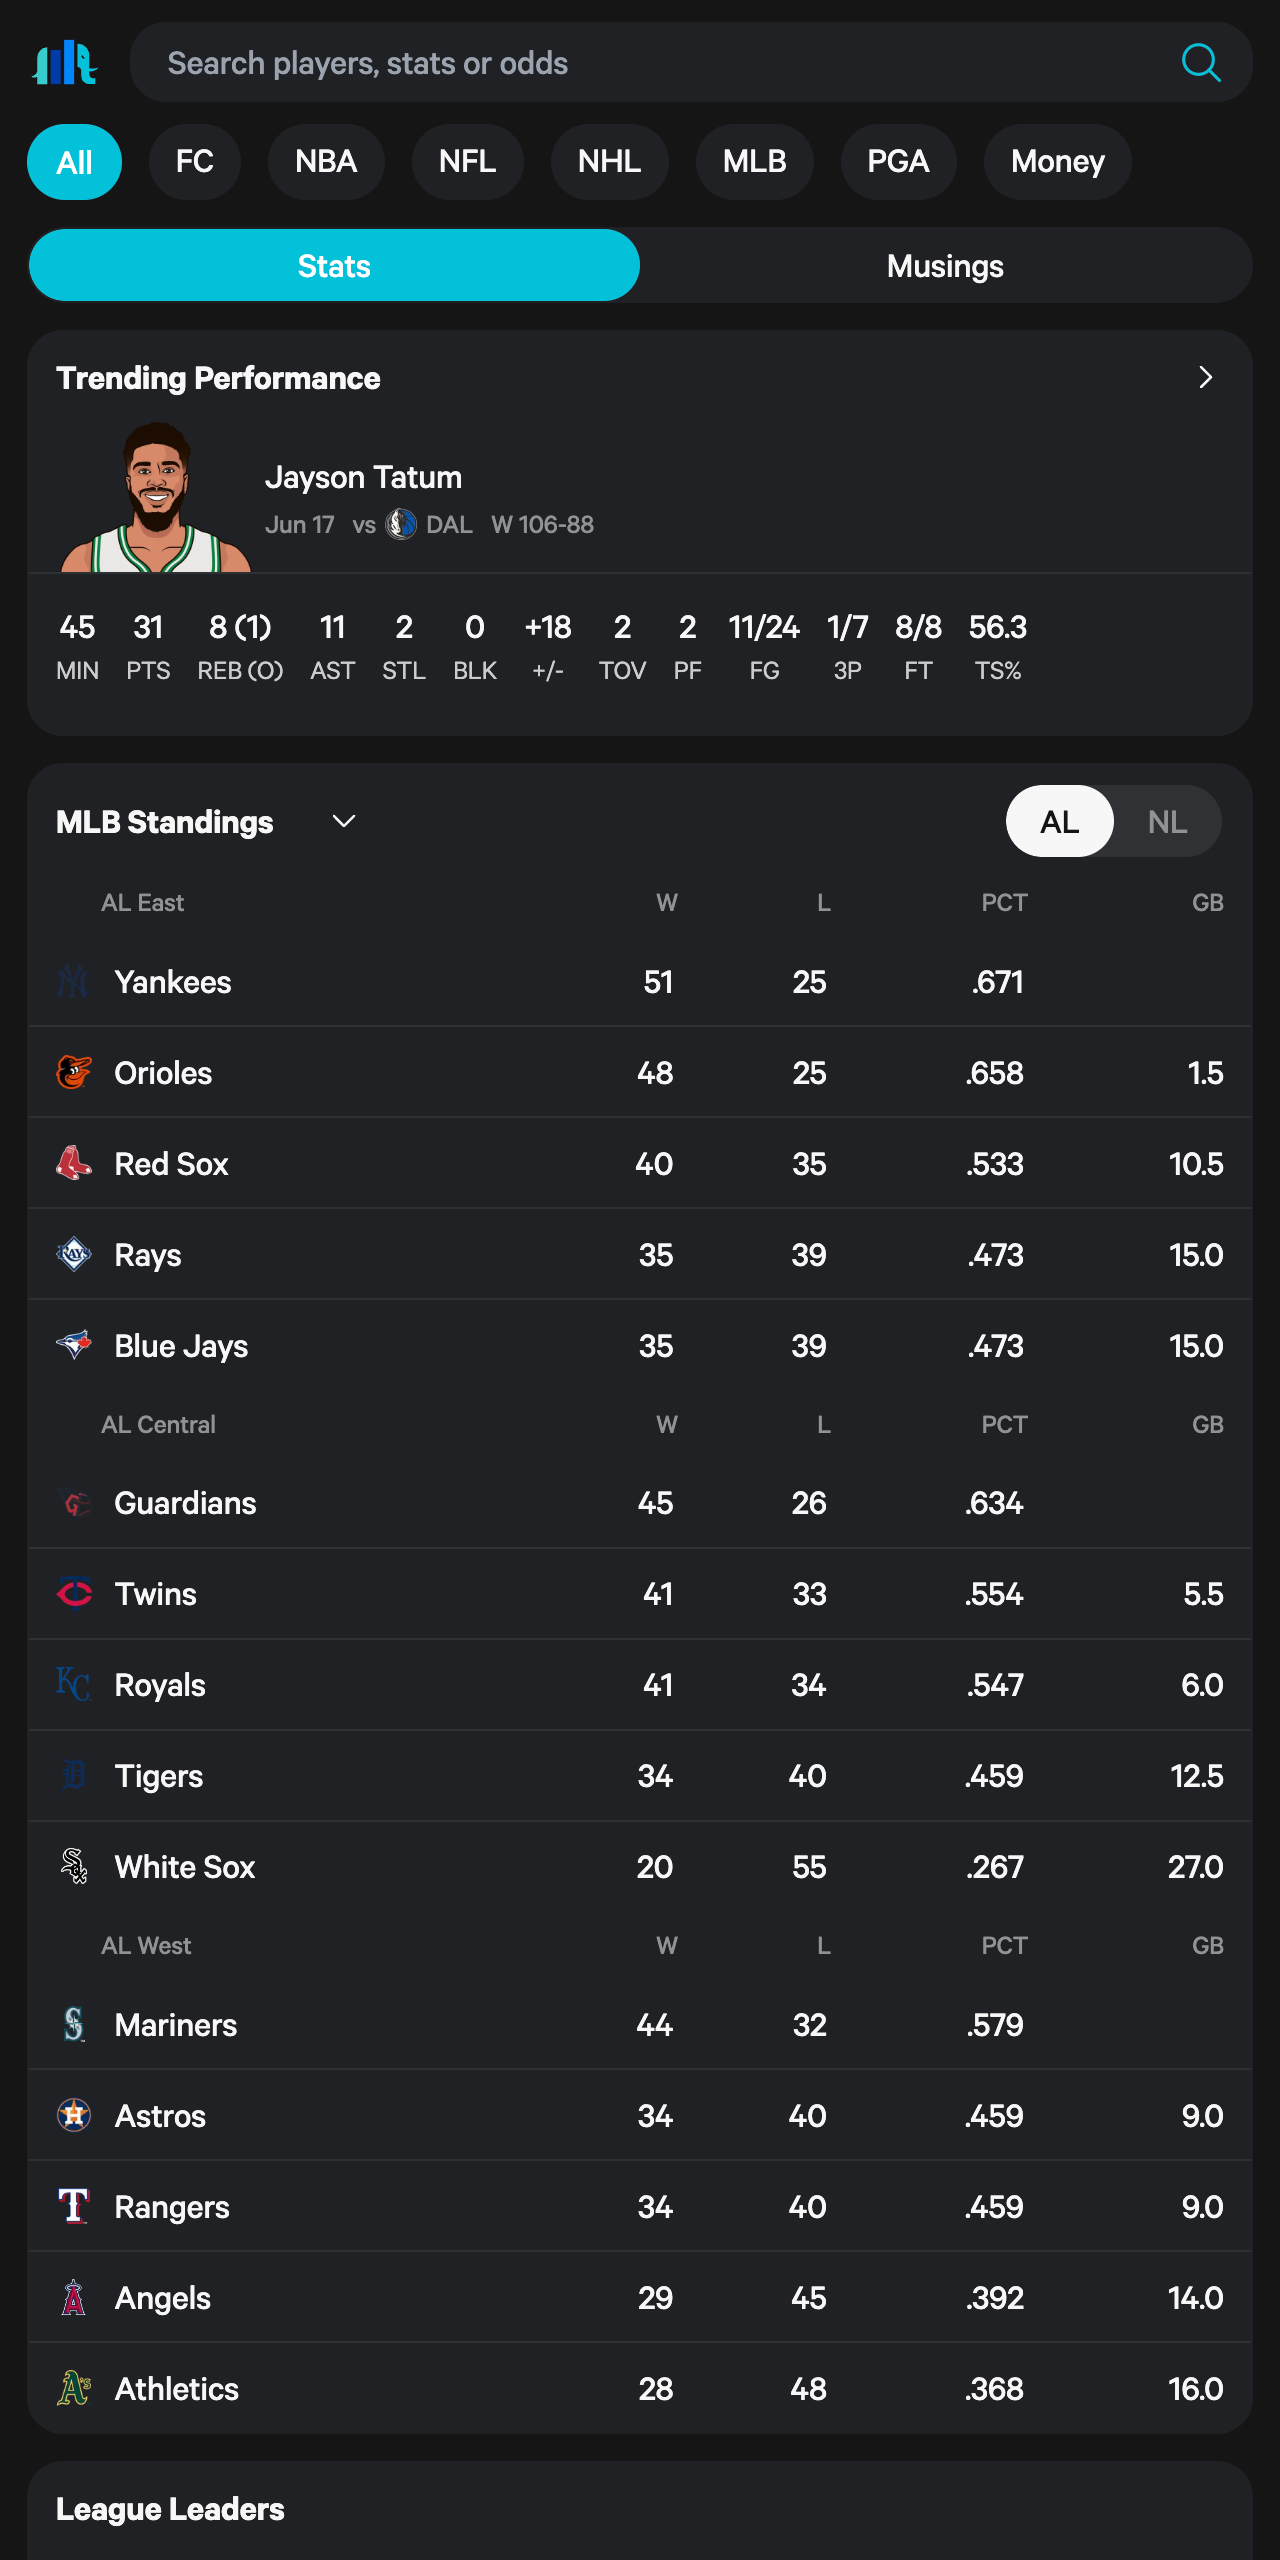 Search players, stats or odds
All FC NBA NFL NHL MLB PGA Money
Stats Musings
Trending Performance
Jayson Tatum
Jun 17 vs DAL W 106-88
45 31 8 (1) 11 2 0 +18 2 2 11/24 1/7 8/8 56.3
MIN PTS REB (O) AST STL BLK +/- TOV PF FG 3P FT TS%
MLB Standings AL NL
AL East W L PCT GB
Yankees 51 25 .671
Orioles 48 25 .658 1.5
Red Sox 40 35 .533 10.5
Rays 35 39 .473 15.0
Blue Jays 35 39 .473 15.0
AL Central W L PCT GB
Guardians 45 26 .634
Twins 41 33 .554 5.5
Royals 41 34 .547 6.0
Tigers 34 40 .459 12.5
White Sox 20 55 .267 27.0
AL West W L PCT GB
Mariners 44 32 .579
Astros 34 40 .459 9.0
Rangers 34 40 .459 9.0
Angels 29 45 .392 14.0
Athletics 28 48 .368 16.0
League Leaders